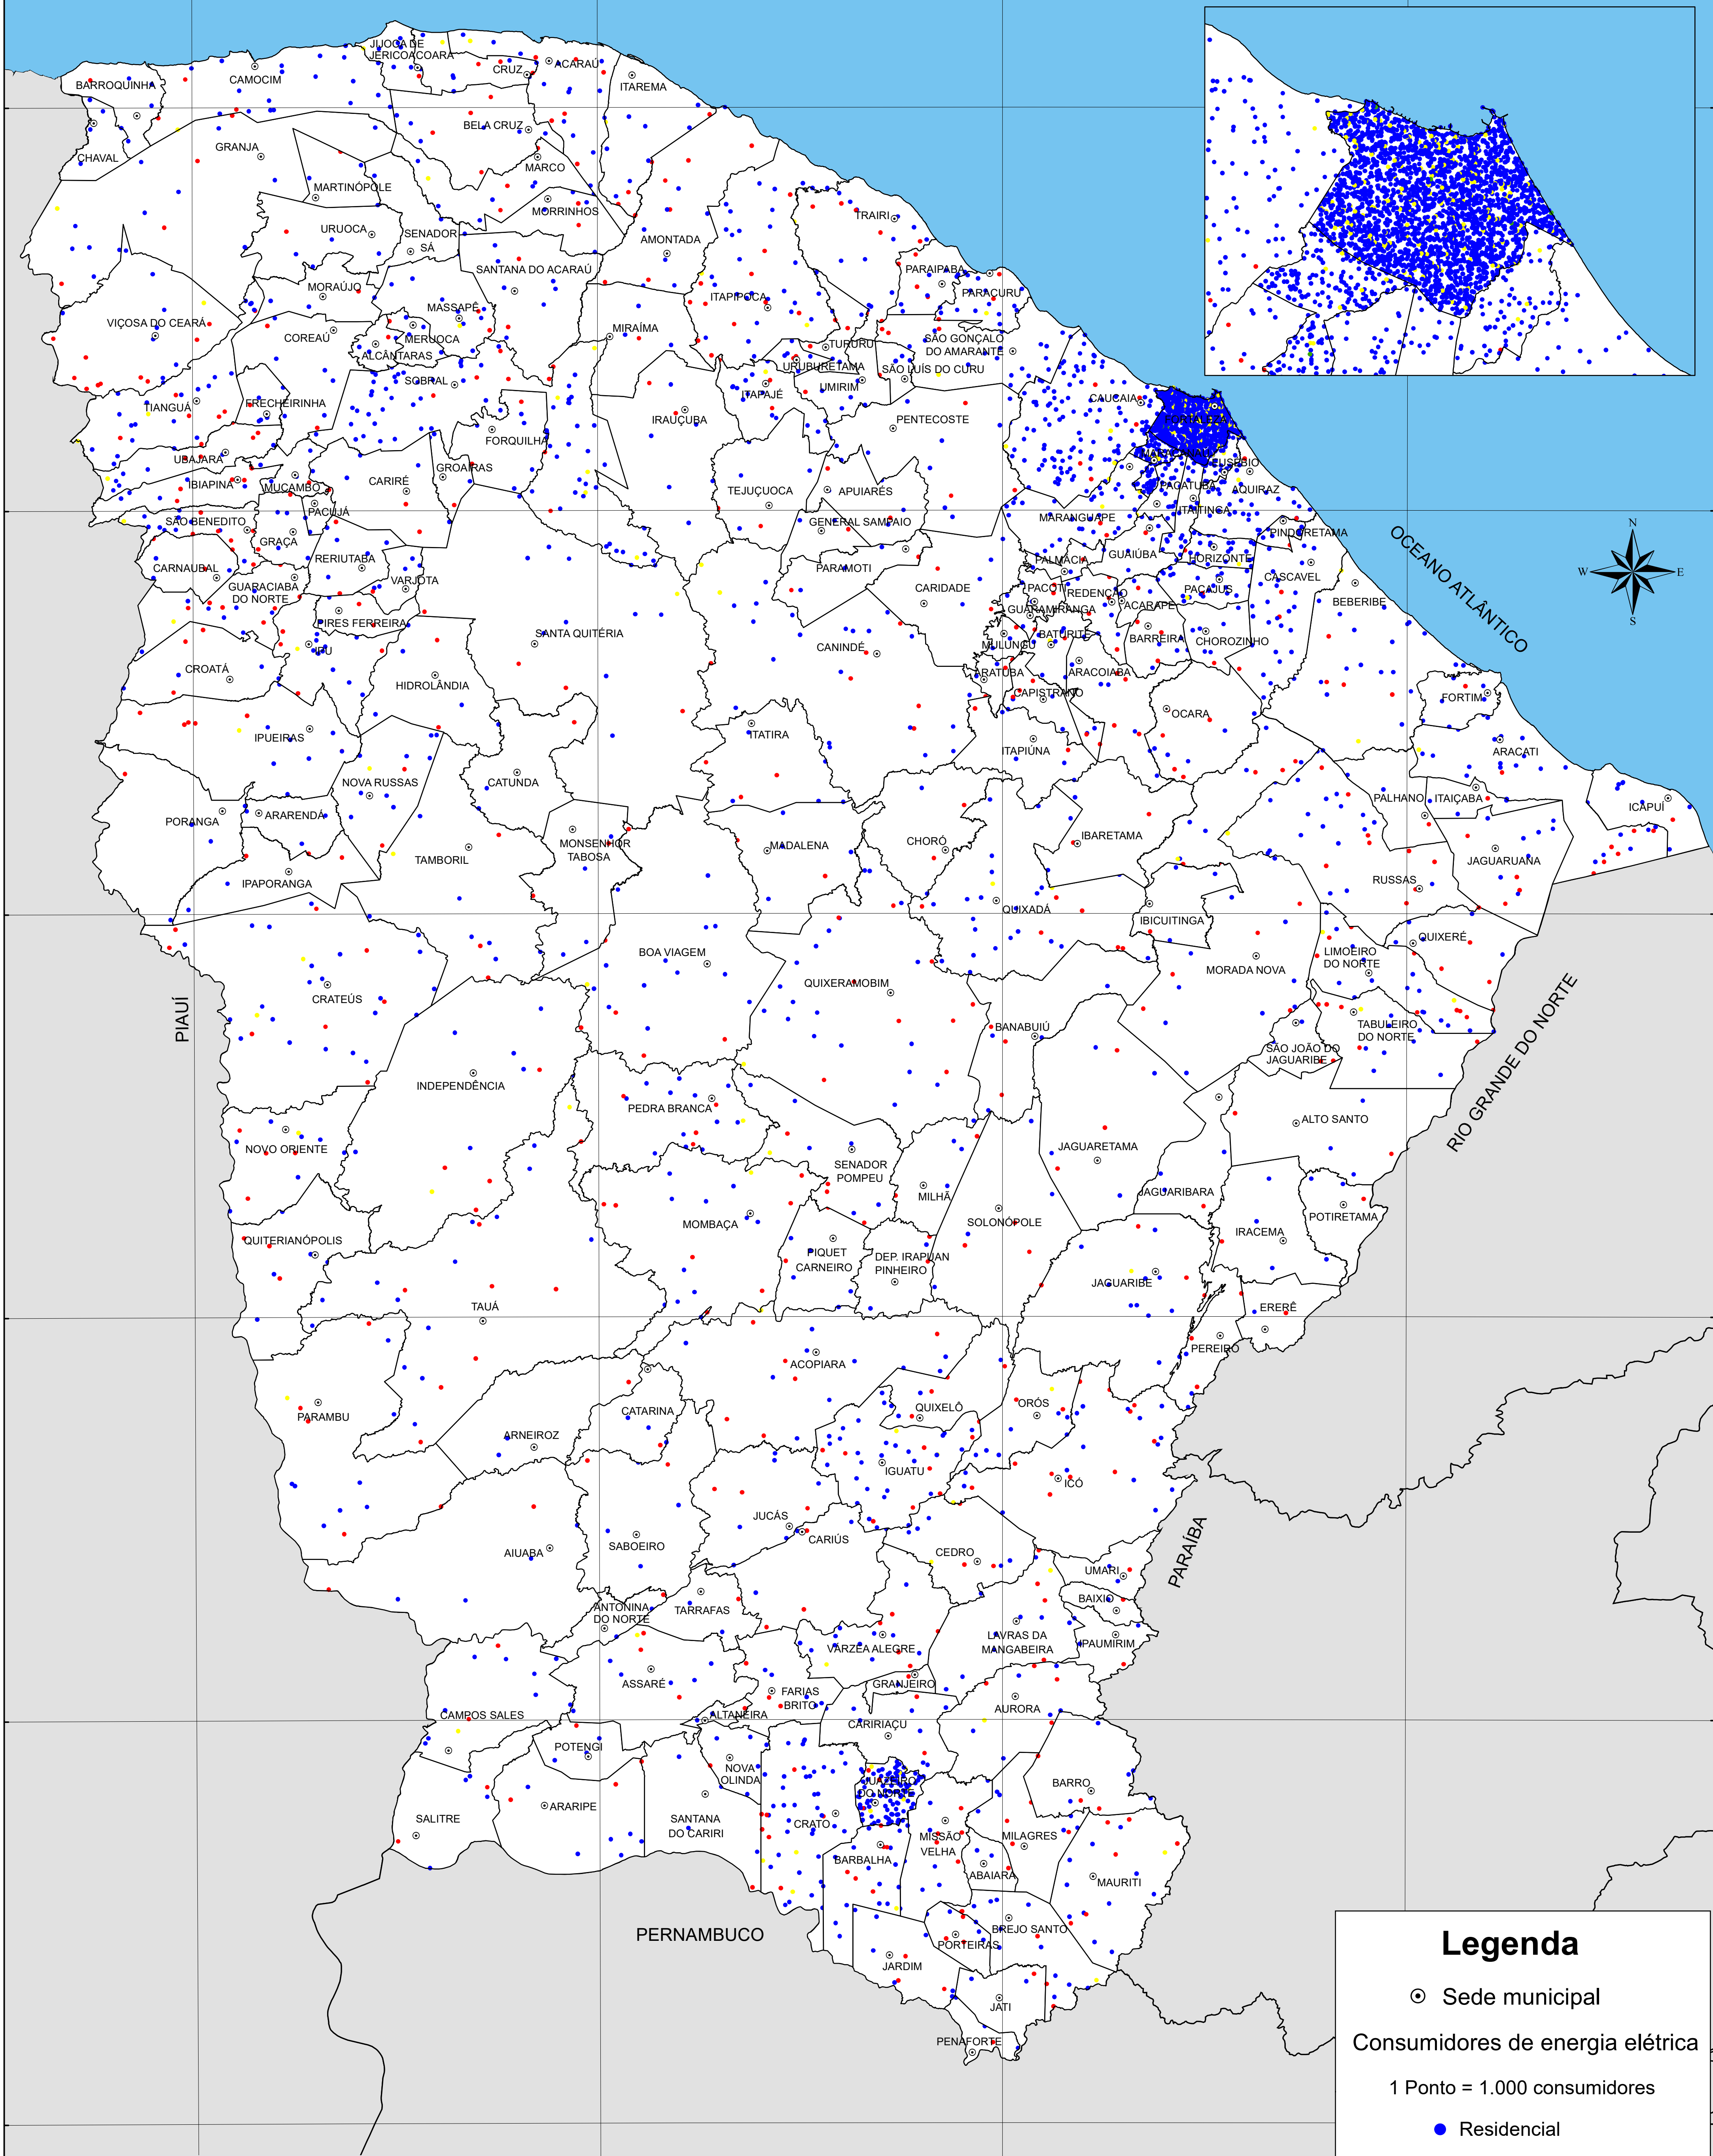 JIJOCA DE
JERICOACOARA
CRUZ
ACARAÚ
BARROQUINHA
CAMOCIM
ITAREMA
BELA CRUZ
CHAVAL
GRANJA
MARCO
MARTINÓPOLE
MORRINHOS
TRAIRI
URUOCA
SENADOR
SÁ
AMONTADA
SANTANA DO ACARAÚ
PARAIPABA
MORAÚJO
PARACURU
ITAPIPOCA
MASSAPÊ
VIÇOSA DO CEARÁ
MIRAÍMA
COREAÚ
MERUOCA
SÃO GONÇALO
DO AMARANTE
TURURU
ALCÂNTARAS
URUBURETAMA
SÃO LUÍS DO CURU
SOBRAL
UMIRIM
ITAPAJÉ
CAUCAIA
TIANGUÁ
FRECHEIRINHA
IRAUÇUBA
PENTECOSTE
FORQUILHA
UBAJARA
EUSÉBIO
GROAÍRAS
CARIRÉ
IBIAPINA
MUCAMBO
TEJUÇUOCA
APUIARÉS
PACATUBA
AQUIRAZ
PACUJÁ
ITAITINGA
SÃO BENEDITO
GENERAL SAMPAIO
MARANGUAPE
PINDORETAMA
OCEANO ATLÂNTICO
N
W
E
S
GRAÇA
GUAIÚBA
HORIZONTE
RERIUTABA
PALMÁCIA
CARNAUBAL
PARAMOTI
CASCAVEL
VARJOTA
GUARACIABA
DO NORTE
CARIDADE
PACOTI
REDENÇÃO
PACAJUS
BEBERIBE
GUARAMIRANGA
ACARAPE
PIRES FERREIRA
SANTA QUITÉRIA
BATURITÉ
BARREIRA
CHOROZINHO
MULUNGU
IPU
CANINDÉ
CROATÁ
ARATUBA
ARACOIABA
HIDROLÂNDIA
CAPISTRANO
FORTIM
OCARA
IPUEIRAS
ITATIRA
ITAPIÚNA
ARACATI
NOVA RUSSAS
CATUNDA
PALHANO
ITAIÇABA
ICAPUÍ
PORANGA
ARARENDÁ
IBARETAMA
MONSENHOR
TABOSA
MADALENA
CHORÓ
TAMBORIL
JAGUARUANA
IPAPORANGA
RUSSAS
QUIXADÁ
IBICUITINGA
QUIXERÉ
BOA VIAGEM
LIMOEIRO
DO NORTE
MORADA NOVA
QUIXERAMOBIM
CRATEÚS
PIAUÍ
BANABUIÚ
TABULEIRO
DO NORTE
SÃO JOÃO DO
JAGUARIBE
RIO GRANDE DO NORTE
INDEPENDÊNCIA
PEDRA BRANCA
ALTO SANTO
NOVO ORIENTE
JAGUARETAMA
SENADOR
POMPEU
JAGUARIBARA
MILHÃ
POTIRETAMA
MOMBAÇA
SOLONÓPOLE
IRACEMA
QUITERIANÓPOLIS
PIQUET
CARNEIRO
DEP. IRAPUAN
PINHEIRO
JAGUARIBE
TAUÁ
ERERÊ
PEREIRO
ACOPIARA
PARAMBU
CATARINA
QUIXELÔ
ORÓS
ARNEIROZ
IGUATU
ICÓ
JUCÁS
CARIÚS
SABOEIRO
AIUABA
CEDRO
PARAÍBA
UMARI
BAIXIO
ANTONINA
DO NORTE
TARRAFAS
LAVRAS DA
MANGABEIRA
IPAUMIRIM
VÁRZEA ALEGRE
ASSARÉ
GRANJEIRO
FARIAS
BRITO
AURORA
CAMPOS SALES
ALTANEIRA
CARIRIAÇU
POTENGI
NOVA
OLINDA
JUAZEIRO
DO NORTE
BARRO
ARARIPE
SALITRE
SANTANA
DO CARIRI
CRATO
MISSÃO
VELHA
MILAGRES
BARBALHA
ABAIARA
MAURITI
BREJO SANTO
PERNAMBUCO
PORTEIRAS
JARDIM
JATI
PENAFORTE
Legenda
Sede municipal
Consumidores de energia elétrica
1 Ponto = 1.000 consumidores
Residencial